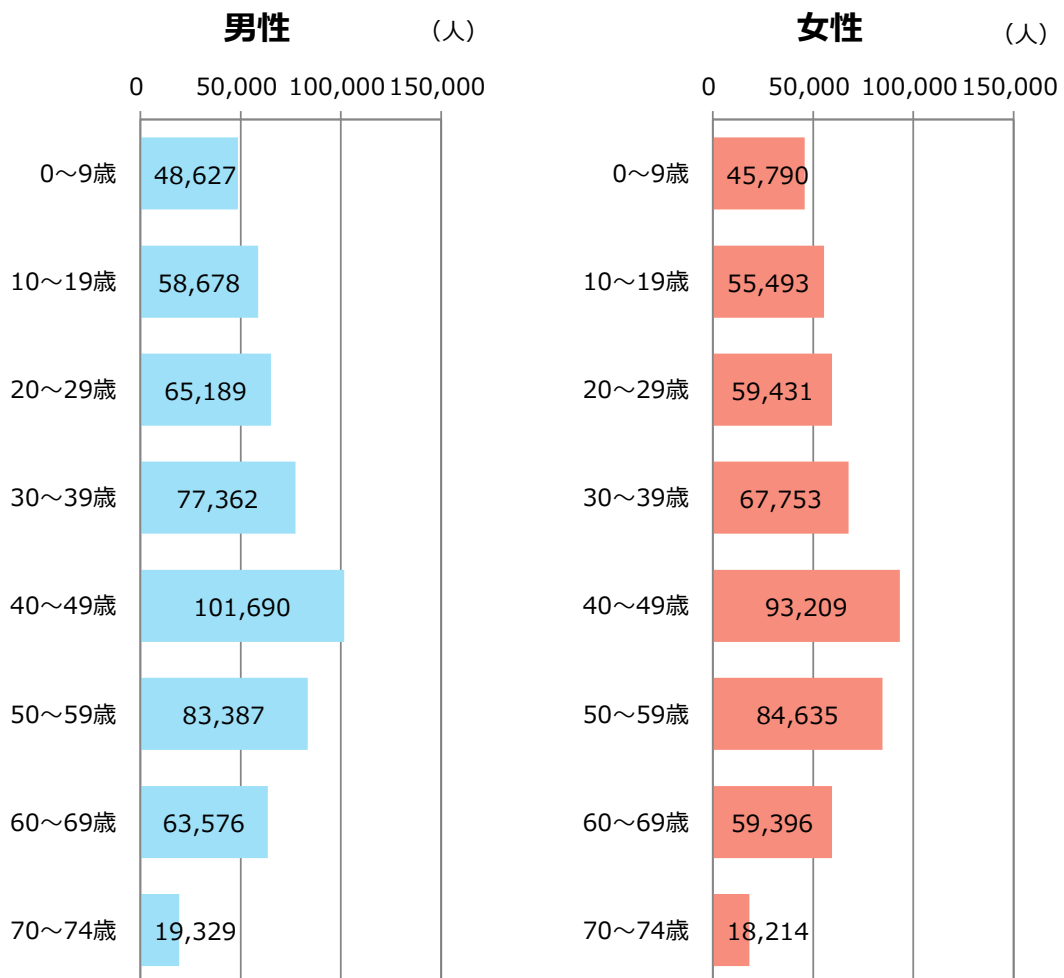 男性 (人)
0 50,000 100,000 150,000
0～9歳 48,627
10～19歳 58,678
20～29歳 65,189
30～39歳 77,362
40～49歳 101,690
50～59歳 83,387
60～69歳 63,576
70～74歳 19,329
女性 (人)
0 50,000 100,000 150,000
0～9歳 45,790
10～19歳 55,493
20～29歳 59,431
30～39歳 67,753
40～49歳 93,209
50～59歳 84,635
60～69歳 59,396
70～74歳 18,214